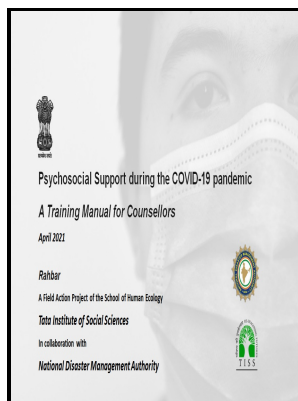 Psychosocial Support during the COVID-19 pandemic
A Training Manual for Counsellors
April 2021
Rahbar
A Field Action Project of the School of Human Ecology
Tata Institute of Social Sciences
In collaboration with
National Disaster Management Authority
TISS